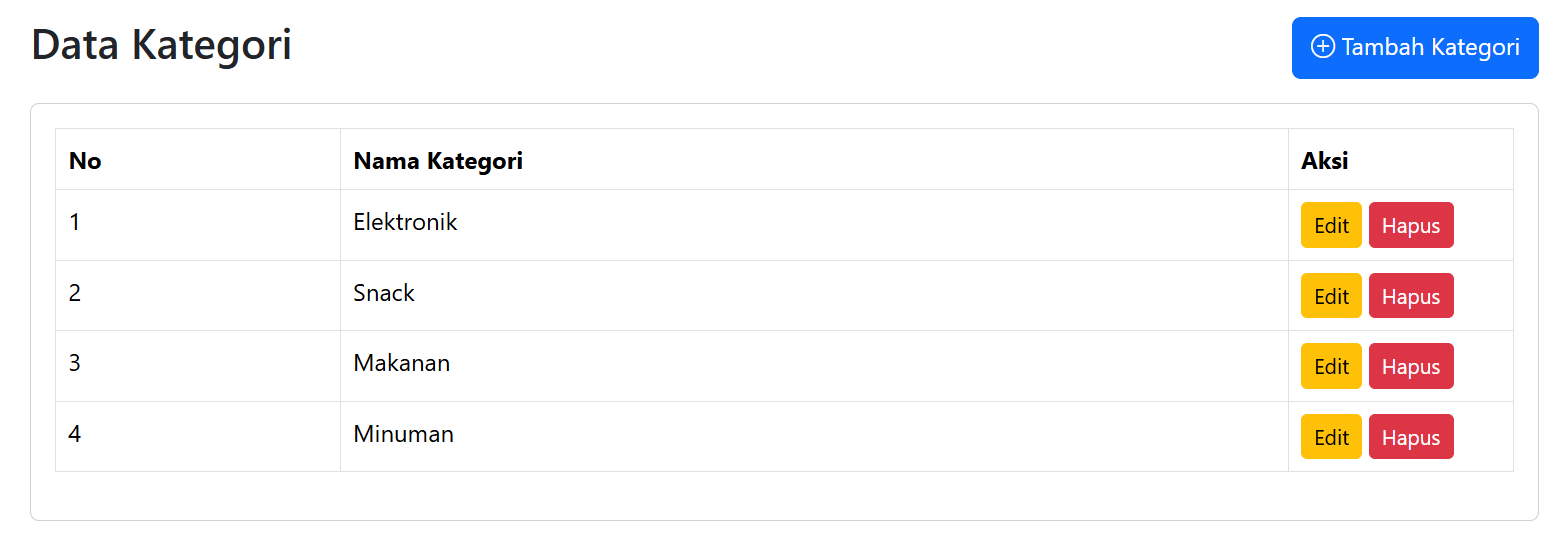 Data Kategori
Tambah Kategori
No Nama Kategori Aksi
1 Elektronik Edit Hapus
2 Snack Edit Hapus
3 Makanan Edit Hapus
4 Minuman Edit Hapus